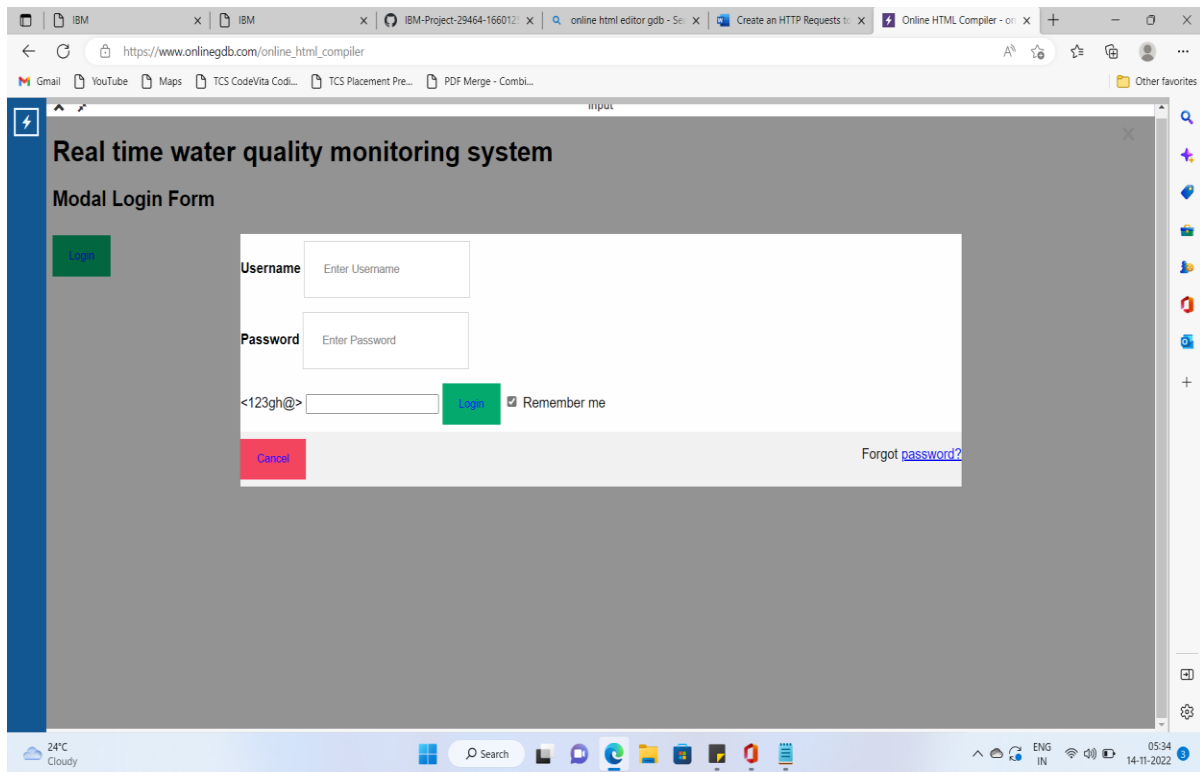 IBM
IBM
IBM-Project-29464-166012
online html editor gdb - Se
Create an HTTP Requests to
Online HTML Compiler - on
https://www.onlinegdb.com/online_html_compiler
Gmail YouTube Maps TCS CodeVita Codi... TCS Placement Pre... PDF Merge - Combi... Other favorites
input
Real time water quality monitoring system
Modal Login Form
Login
Username Enter Username
Password Enter Password
<123gh@> Login Remember me
Cancel Forgot password?
24°C
Cloudy
Search
ENG
IN
05:34
14-11-2022
3